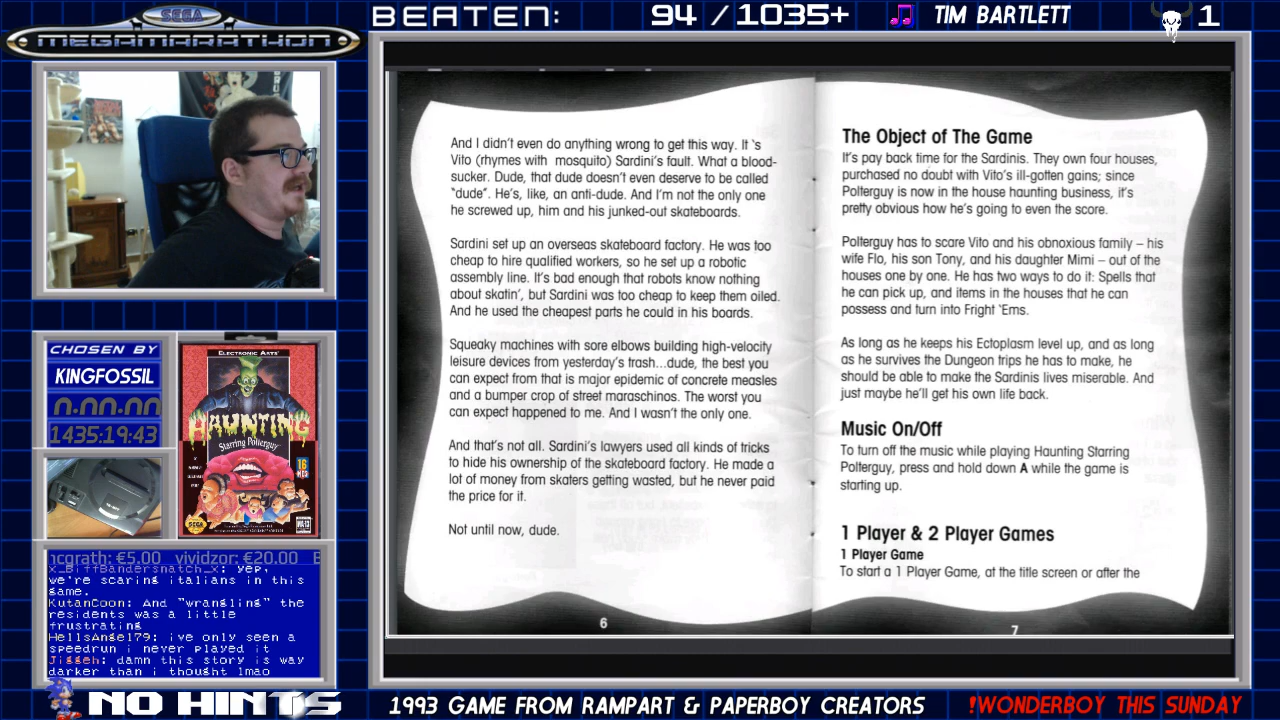 SEGA
MEGAMARATHON
BEATEN:
94 / 1035+
TIM BARTLETT
1
And I didn't even do anything wrong to get this way. It 's
Vito (rhymes with mosquito) Sardini's fault. What a blood-
sucker. Dude, that dude doesn't even deserve to be called
"dude". He's, like, an anti-dude. And I'm not the only one
he screwed up, him and his junked-out skateboards.
Sardini set up an overseas skateboard factory. He was too
cheap to hire qualified workers, so he set up a robotic
assembly line. It's bad enough that robots know nothing
about skatin', but Sardini was too cheap to keep them oiled.
And he used the cheapest parts he could in his boards.
Squeaky machines with sore elbows building high-velocity
leisure devices from yesterday's trash...dude, the best you
can expect from that is major epidemic of concrete measles
and a bumper crop of street maraschinos. The worst you
can expect happened to me. And I wasn't the only one.
And that's not all. Sardini's lawyers used all kinds of tricks
to hide his ownership of the skateboard factory. He made a
lot of money from skaters getting wasted, but he never paid
the price for it.
Not until now, dude.
6
The Object of The Game
It's pay back time for the Sardinis. They own four houses,
purchased no doubt with Vito's ill-gotten gains; since
Polterguy is now in the house haunting business, it's
pretty obvious how he's going to even the score.
Polterguy has to scare Vito and his obnoxious family – his
wife Flo, his son Tony, and his daughter Mimi – out of the
houses one by one. He has two ways to do it: Spells that
he can pick up, and items in the houses that he can
possess and turn into Fright 'Ems.
As long as he keeps his Ectoplasm level up, and as long
as he survives the Dungeon trips he has to make, he
should be able to make the Sardinis lives miserable. And
just maybe he'll get his own life back.
Music On/Off
To turn off the music while playing Haunting Starring
Polterguy, press and hold down A while the game is
starting up.
1 Player & 2 Player Games
1 Player Game
To start a 1 Player Game, at the title screen or after the
7
CHOSEN BY
KINGFOSSIL
0.00.00
1435:19:43
ELECTRONIC ARTS
HAUNTING
Starring Polterguy
16
MEG
SEGA
MA-13
ncgrath: €5.00 vividzor: €20.00
x_BiffBandersnatch_x: yep,
we're scaring italians in this
game.
KutanCoon: And "wrangling" the
residents was a little
frustrating
HellsAngel79: ive only seen a
speedrun i never played it
Jiggeh: damn this story is way
darker than i thought lmao
NO HINTS
1993 GAME FROM RAMPART & PAPERBOY CREATORS
!WONDERBOY THIS SUNDAY